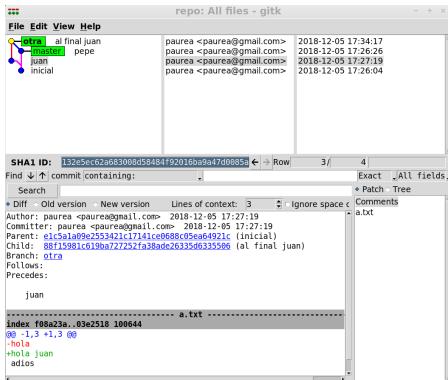 repo: All files - gitk
File Edit View Help
otra al final juan paurea <paurea@gmail.com> 2018-12-05 17:34:17
master pepe paurea <paurea@gmail.com> 2018-12-05 17:26:26
juan paurea <paurea@gmail.com> 2018-12-05 17:27:19
inicial paurea <paurea@gmail.com> 2018-12-05 17:26:04
SHA1 ID: 132e5ec62a683008d58484f92016ba9a47d0085a ← → Row 3/ 4
Find ↓ ↑ commit containing: Exact All fields
Search Patch Tree
Diff Old version New version Lines of context: 3 Ignore space c
Comments
a.txt
Author: paurea <paurea@gmail.com> 2018-12-05 17:27:19
Committer: paurea <paurea@gmail.com> 2018-12-05 17:27:19
Parent: e1c5a1a09e2553421c17141ce0688c05ea64921c (inicial)
Child: 88f15981c619ba727252fa38ade26335d6335506 (al final juan)
Branch: otra
Follows:
Precedes:
juan
---------------------------------- a.txt ----------------------------------
index f08a23a..03e2518 100644
@@ -1,3 +1,3 @@
-hola
+hola juan
adios